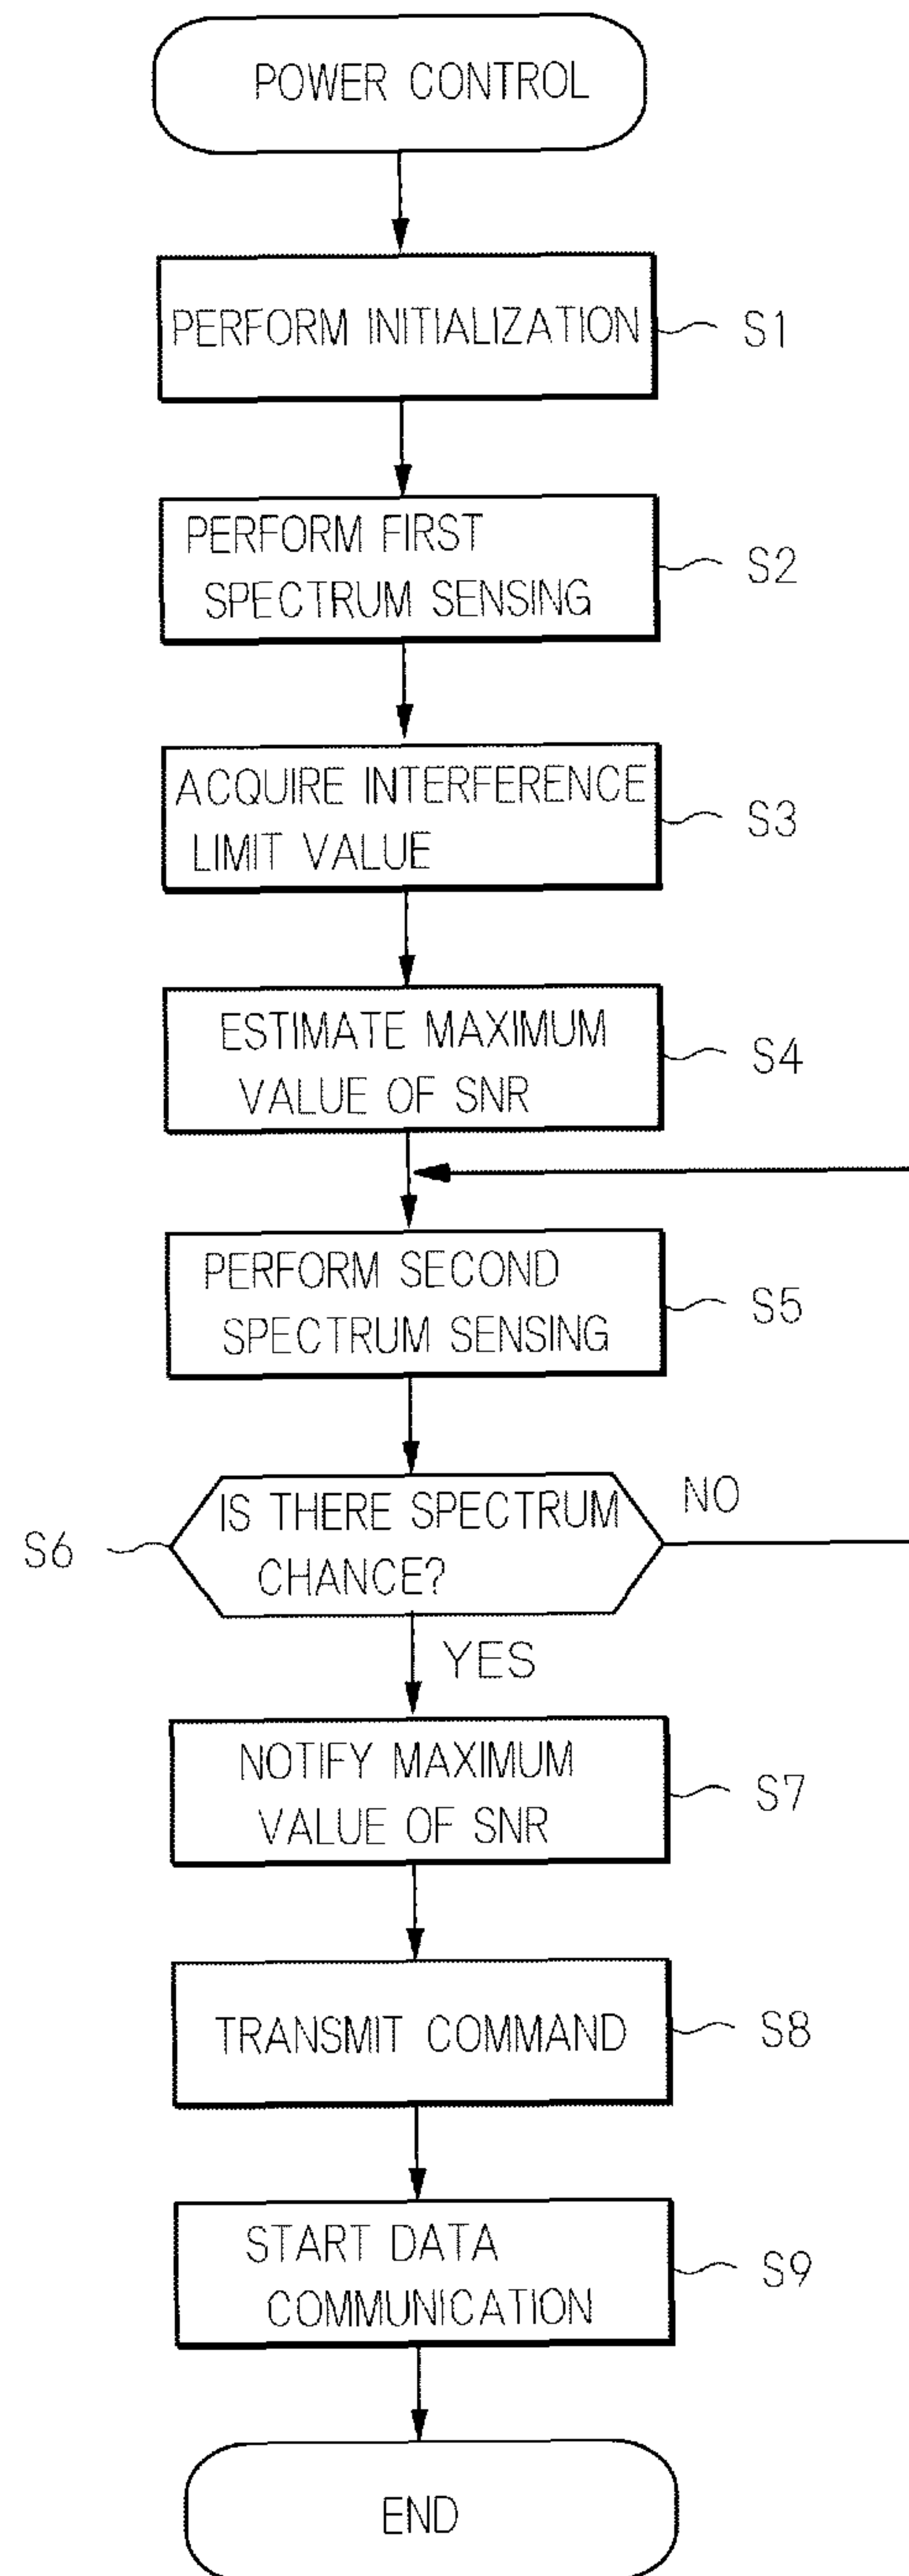 POWER CONTROL
PERFORM INITIALIZATION
S1
PERFORM FIRST
SPECTRUM SENSING
S2
ACQUIRE INTERFERENCE
LIMIT VALUE
S3
ESTIMATE MAXIMUM
VALUE OF SNR
S4
PERFORM SECOND
SPECTRUM SENSING
S5
IS THERE SPECTRUM
CHANCE?
NO
S6
YES
NOTIFY MAXIMUM
VALUE OF SNR
S7
TRANSMIT COMMAND
S8
START DATA
COMMUNICATION
S9
END